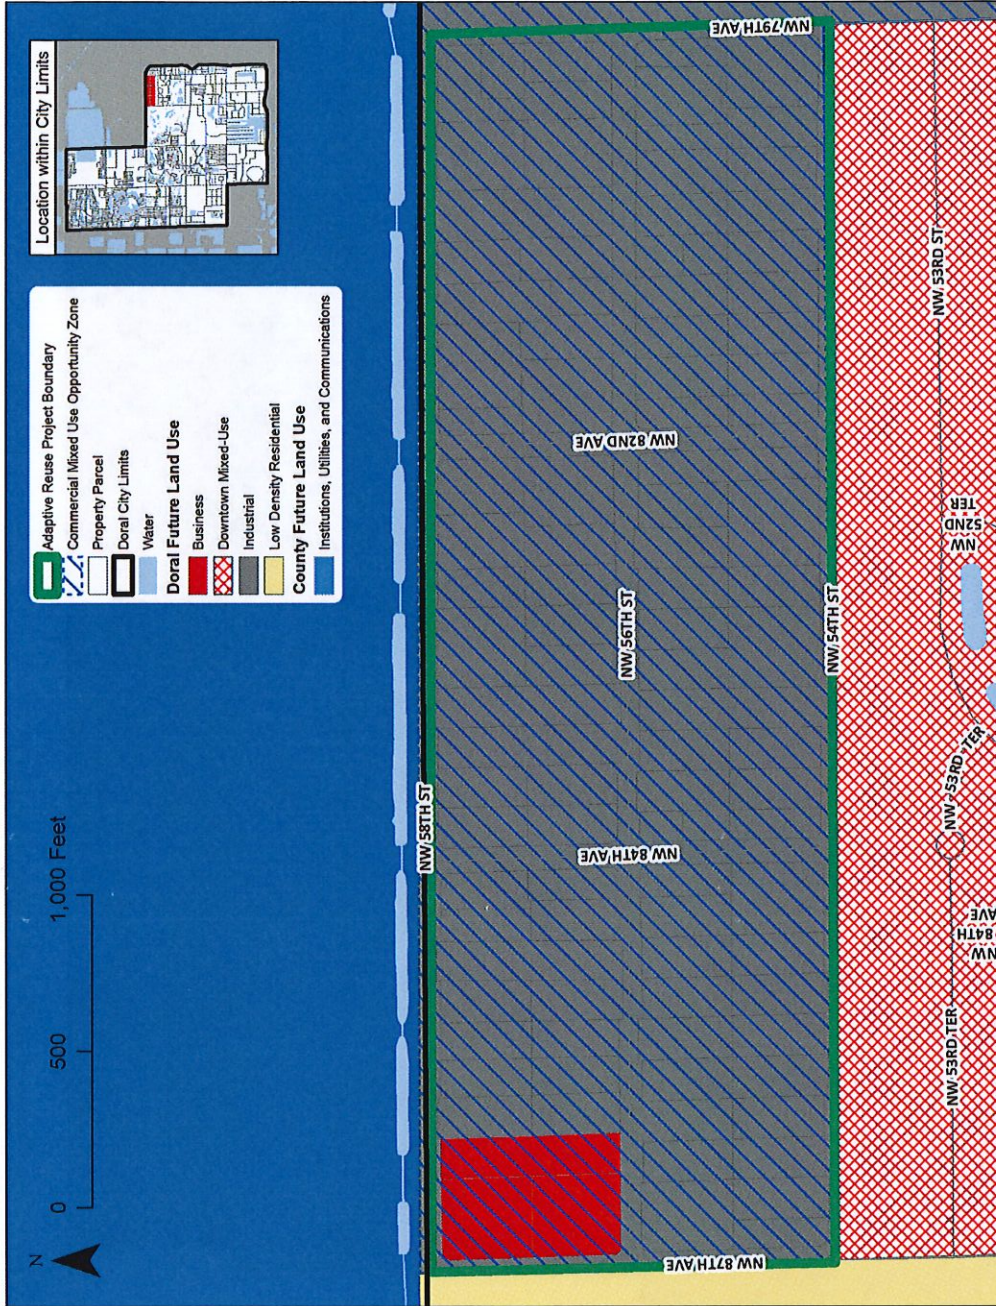 Location within City Limits
Adaptive Reuse Project Boundary
Commercial Mixed Use Opportunity Zone
Property Parcel
Doral City Limits
Water
Doral Future Land Use
Business
Downtown Mixed-Use
Industrial
Low Density Residential
County Future Land Use
Institutions, Utilities, and Communications
N
0 500 1,000 Feet
NW 58TH ST
NW 87TH AVE
NW 84TH AVE
NW 82ND AVE
NW 79TH AVE
NW 56TH ST
NW 54TH ST
NW 53RD TER
NW 53RD TER
NW 53RD ST
NW
84TH
AVE
NW
52ND
TER